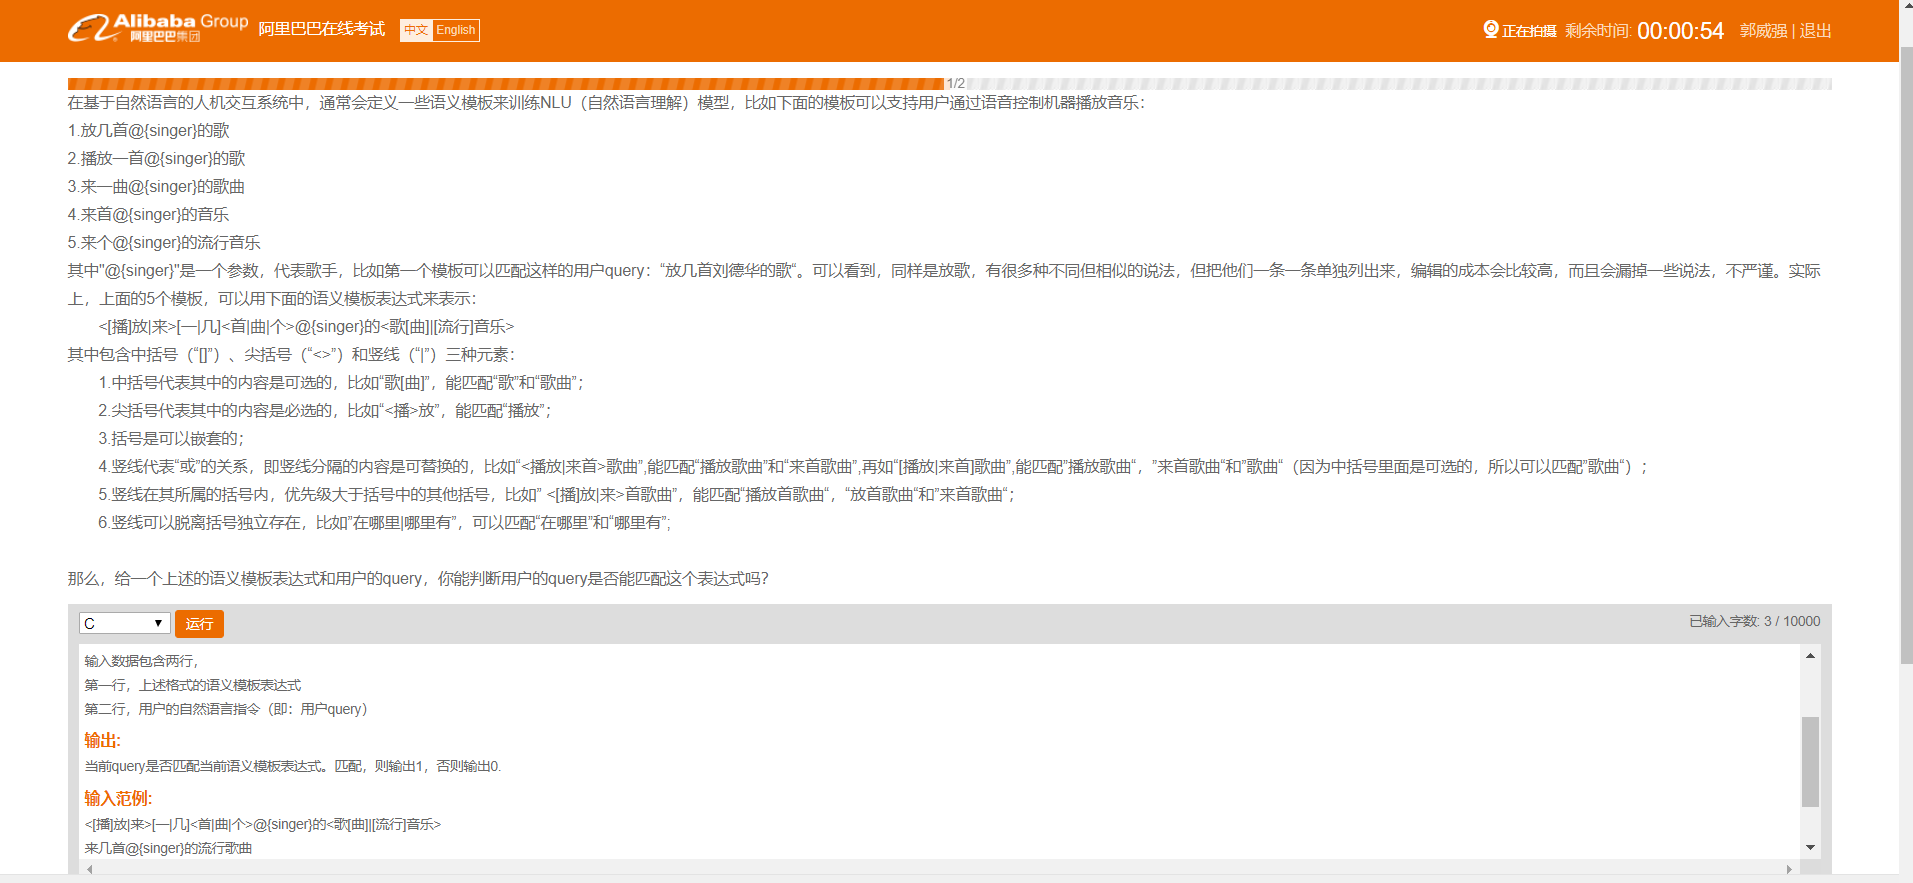 Alibaba Group
阿里巴巴集团
阿里巴巴在线考试
中文 English
正在拍摄 剩余时间: 00:00:54 郭威强 | 退出
1/2
在基于自然语言的人机交互系统中，通常会定义一些语义模板来训练NLU（自然语言理解）模型，比如下面的模板可以支持用户通过语音控制机器播放音乐：
1.放几首@{singer}的歌
2.播放一首@{singer}的歌
3.来一曲@{singer}的歌曲
4.来首@{singer}的音乐
5.来个@{singer}的流行音乐
其中"@{singer}"是一个参数，代表歌手，比如第一个模板可以匹配这样的用户query：“放几首刘德华的歌“。可以看到，同样是放歌，有很多种不同但相似的说法，但把他们一条一条单独列出来，编辑的成本会比较高，而且会漏掉一些说法，不严谨。实际
上，上面的5个模板，可以用下面的语义模板表达式来表示：
<[播]放|来>[一|几]<首|曲|个>@{singer}的<歌[曲]|[流行]音乐>
其中包含中括号（“[]”）、尖括号（“<>”）和竖线（“|”）三种元素：
1.中括号代表其中的内容是可选的，比如“歌[曲]”，能匹配“歌”和“歌曲”；
2.尖括号代表其中的内容是必选的，比如“<播>放”，能匹配“播放”；
3.括号是可以嵌套的；
4.竖线代表“或”的关系，即竖线分隔的内容是可替换的，比如“<播放|来首>歌曲”,能匹配“播放歌曲”和“来首歌曲”,再如“[播放|来首]歌曲”,能匹配”播放歌曲“，”来首歌曲“和”歌曲“（因为中括号里面是可选的，所以可以匹配”歌曲“）;
5.竖线在其所属的括号内，优先级大于括号中的其他括号，比如” <[播]放|来>首歌曲”，能匹配“播放首歌曲“，“放首歌曲“和”来首歌曲“；
6.竖线可以脱离括号独立存在，比如”在哪里|哪里有”，可以匹配“在哪里”和“哪里有”;
那么，给一个上述的语义模板表达式和用户的query，你能判断用户的query是否能匹配这个表达式吗？
C 运行 已输入字数: 3 / 10000
输入数据包含两行，
第一行，上述格式的语义模板表达式
第二行，用户的自然语言指令（即：用户query）
输出:
当前query是否匹配当前语义模板表达式。匹配，则输出1，否则输出0.
输入范例:
<[播]放|来>[一|几]<首|曲|个>@{singer}的<歌[曲]|[流行]音乐>
来几首@{singer}的流行歌曲